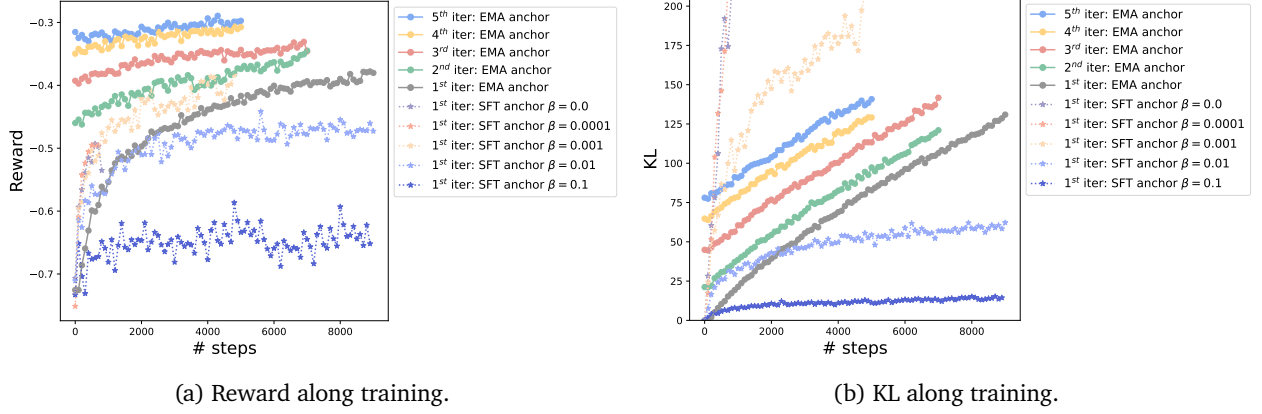 −0.3
−0.4
−0.5
−0.6
−0.7
Reward
0
2000
4000
6000
8000
# steps
5th iter: EMA anchor
4th iter: EMA anchor
3rd iter: EMA anchor
2nd iter: EMA anchor
1st iter: EMA anchor
1st iter: SFT anchor β = 0.0
1st iter: SFT anchor β = 0.0001
1st iter: SFT anchor β = 0.001
1st iter: SFT anchor β = 0.01
1st iter: SFT anchor β = 0.1
(a) Reward along training.
200
175
150
125
100
75
50
25
0
KL
0
2000
4000
6000
8000
# steps
5th iter: EMA anchor
4th iter: EMA anchor
3rd iter: EMA anchor
2nd iter: EMA anchor
1st iter: EMA anchor
1st iter: SFT anchor β = 0.0
1st iter: SFT anchor β = 0.0001
1st iter: SFT anchor β = 0.001
1st iter: SFT anchor β = 0.01
1st iter: SFT anchor β = 0.1
(b) KL along training.